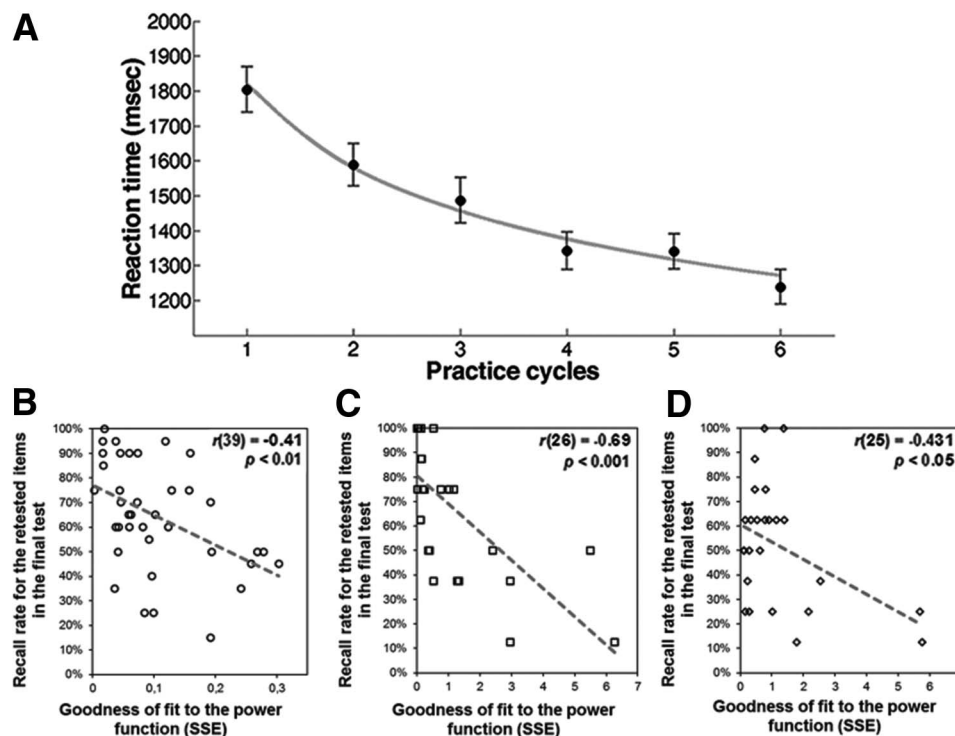 A
2000
1900
1800
1700
1600
1500
1400
1300
1200
Reaction time (msec)
1 2 3 4 5 6
Practice cycles
B
r(39) = -0.41
p < 0.01
100%
90%
80%
70%
60%
50%
40%
30%
20%
10%
0%
Recall rate for the retested items
in the final test
0 0,1 0,2 0,3
Goodness of fit to the power
function (SSE)
C
r(26) = -0.69
p < 0.001
100%
90%
80%
70%
60%
50%
40%
30%
20%
10%
0%
Recall rate for the retested items
in the final test
0 1 2 3 4 5 6 7
Goodness of fit to the power
function (SSE)
D
r(25) = -0.431
p < 0.05
100%
90%
80%
70%
60%
50%
40%
30%
20%
10%
0%
Recall rate for the retested items
in the final test
0 1 2 3 4 5 6
Goodness of fit to the power
function (SSE)